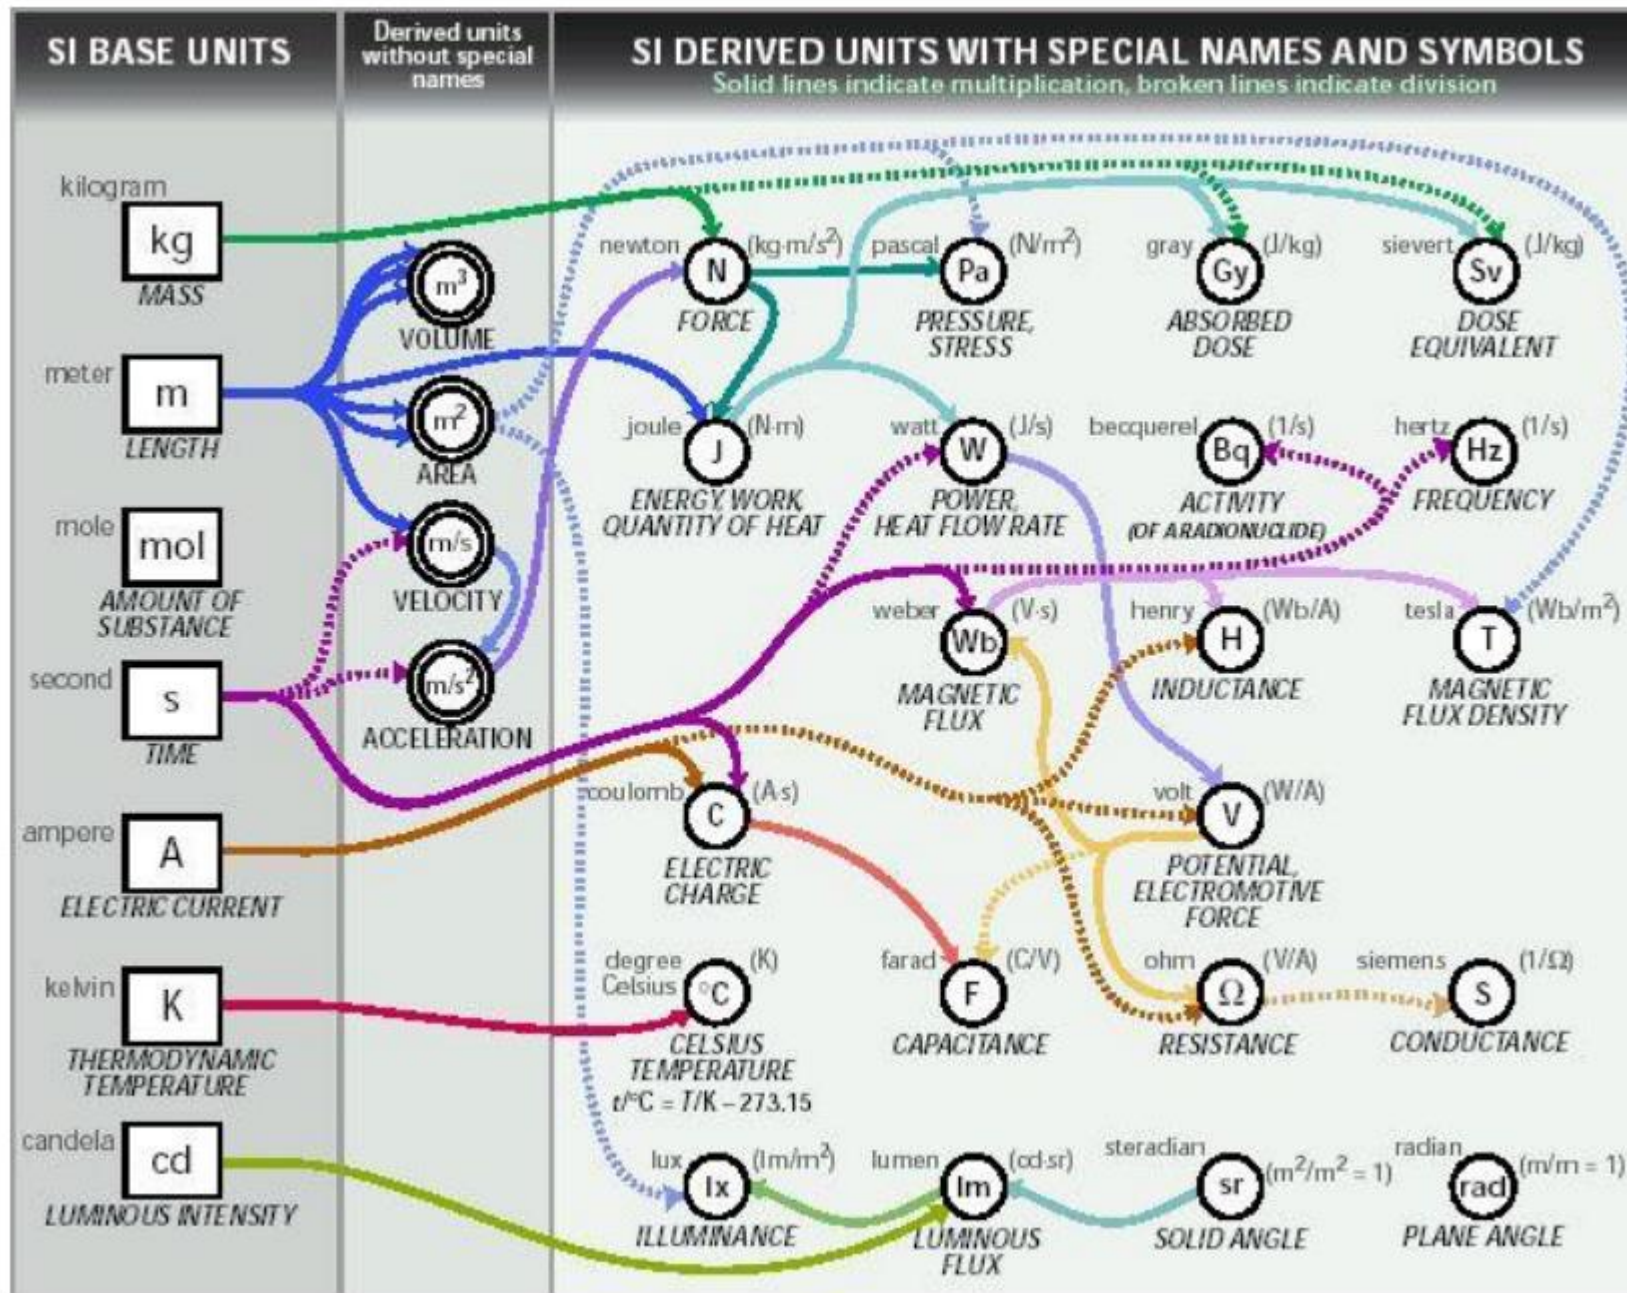 SI BASE UNITS
Derived units
without special
names
SI DERIVED UNITS WITH SPECIAL NAMES AND SYMBOLS
Solid lines indicate multiplication, broken lines indicate division
kilogram
kg
MASS
meter
m
LENGTH
mole
mol
AMOUNT OF
SUBSTANCE
second
s
TIME
ampere
A
ELECTRIC CURRENT
kelvin
K
THERMODYNAMIC
TEMPERATURE
candela
cd
LUMINOUS INTENSITY
m³
VOLUME
m²
AREA
m/s
VELOCITY
m/s²
ACCELERATION
newton
N
(kg·m/s²)
FORCE
pascal
Pa
(N/m²)
PRESSURE,
STRESS
gray
Gy
(J/kg)
ABSORBED
DOSE
sievert
Sv
(J/kg)
DOSE
EQUIVALENT
joule
J
(N·m)
ENERGY, WORK,
QUANTITY OF HEAT
watt
W
(J/s)
POWER,
HEAT FLOW RATE
becquerel
Bq
(1/s)
ACTIVITY
(OF ARADIONUCLIDE)
hertz
Hz
(1/s)
FREQUENCY
weber
Wb
(V·s)
MAGNETIC
FLUX
henry
H
(Wb/A)
INDUCTANCE
tesla
T
(Wb/m²)
MAGNETIC
FLUX DENSITY
coulomb
C
(A·s)
ELECTRIC
CHARGE
volt
V
(W/A)
POTENTIAL,
ELECTROMOTIVE
FORCE
degree
Celsius
°C
(K)
CELSIUS
TEMPERATURE
t/°C = T/K – 273.15
farad
F
(C/V)
CAPACITANCE
ohm
Ω
(V/A)
RESISTANCE
siemens
S
(1/Ω)
CONDUCTANCE
lux
lx
(lm/m²)
ILLUMINANCE
lumen
lm
(cd·sr)
LUMINOUS
FLUX
steradian
sr
(m²/m² = 1)
SOLID ANGLE
radian
rad
(m/m = 1)
PLANE ANGLE